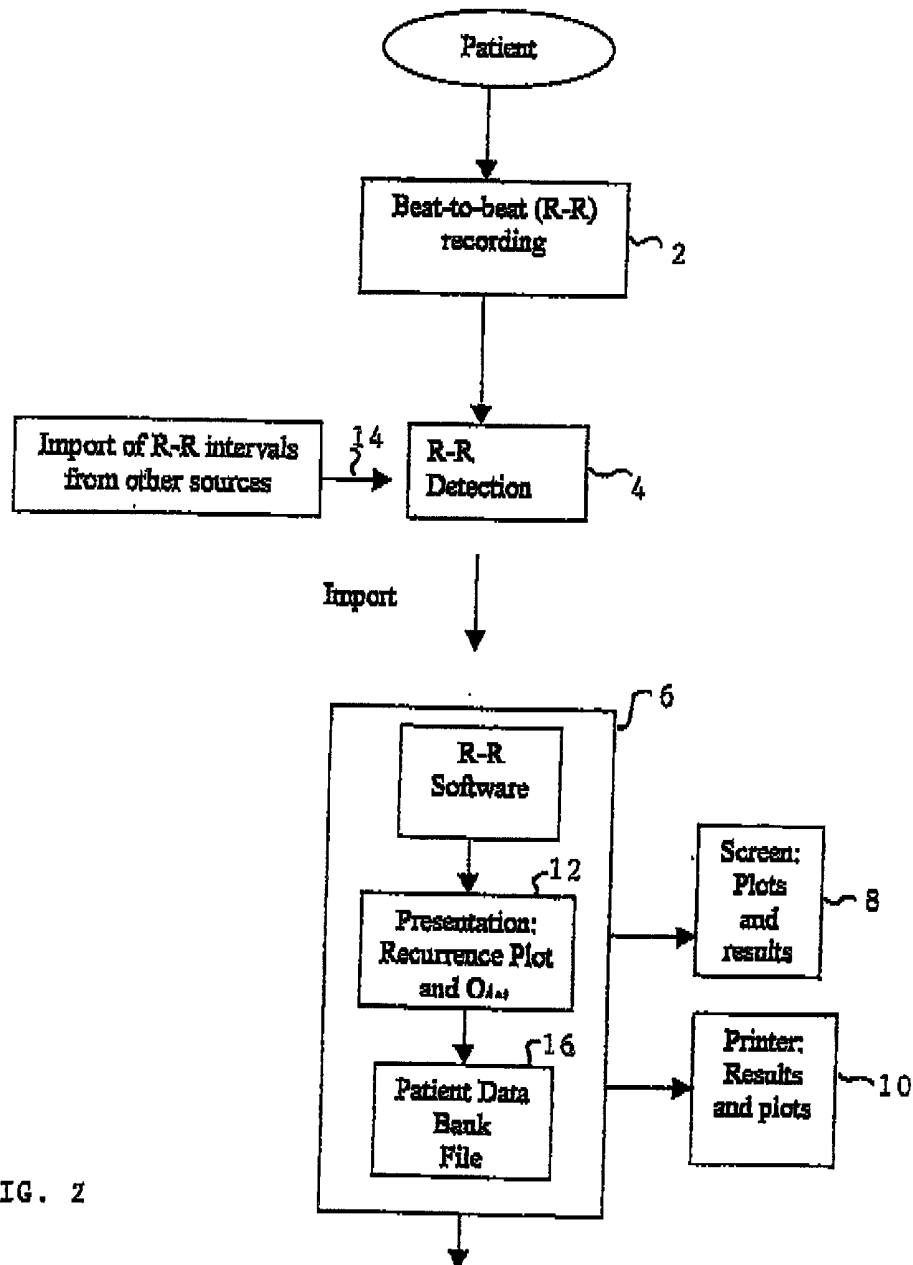 Patient
Beat-to-beat (R-R)
recording
2
Import of R-R intervals
from other sources
14
R-R
Detection
4
Import
6
R-R
Software
12
Presentation:
Recurrence Plot
and
16
Patient Data
Bank
File
Screen:
Plots
and
results
8
Printer:
Results
and plots
10
IG. 2